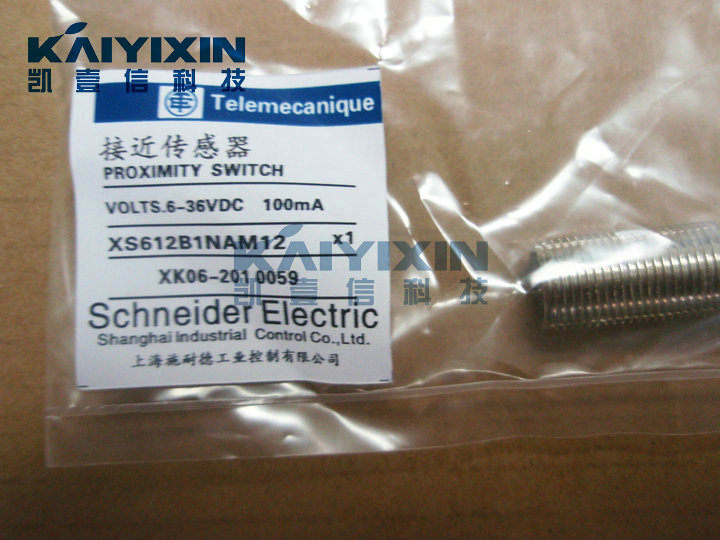 KAIYIXIN
凯壹信科技
Telemecanique
接近传感器
PROXIMITY SWITCH
VOLTS.6-36VDC 100mA
XS612B1NAM12 x1
KAIYIXIN
XK06-2010059
凯壹信科技
Schneider Electric
Shanghai Industrial Control Co.,Ltd.
上海施耐德工业控制有限公司